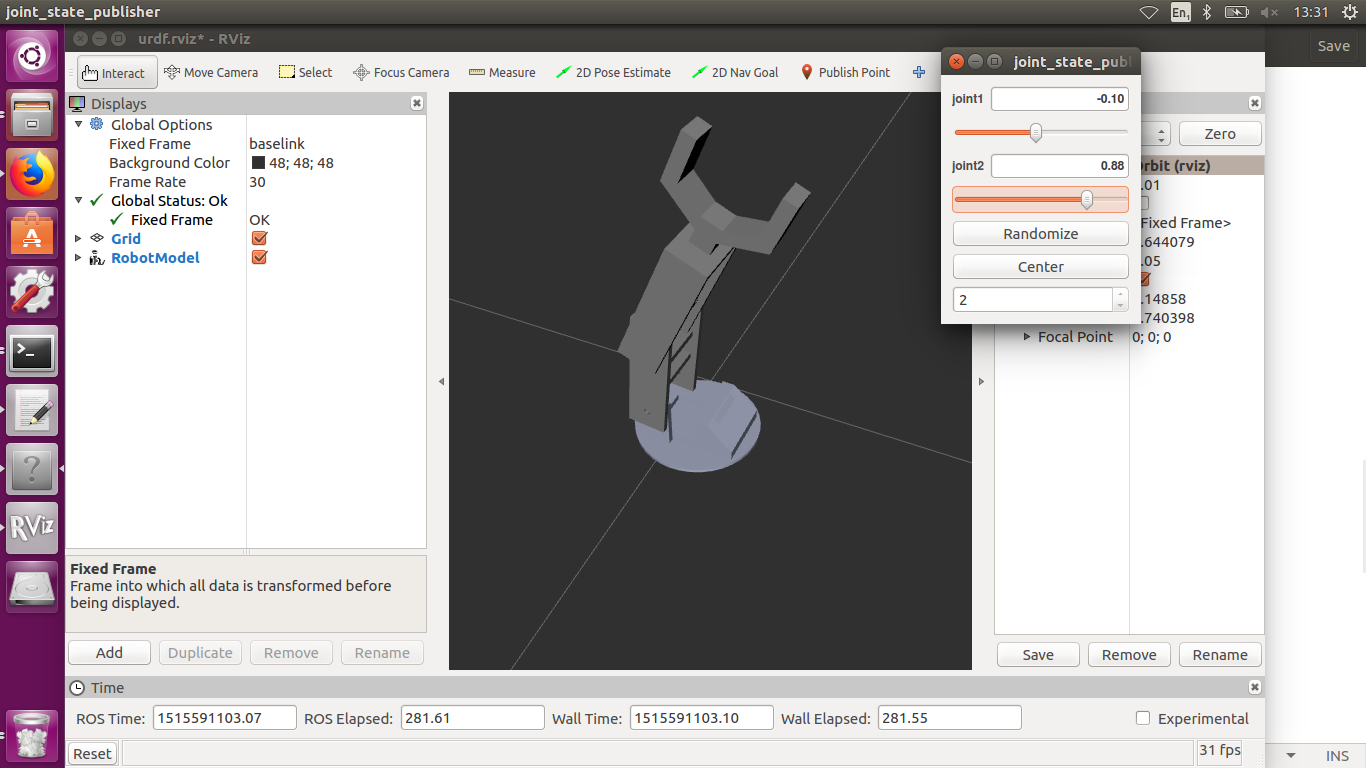 joint_state_publisher
En1
13:31
urdf.rviz* - RViz
Save
Interact
Move Camera
Select
Focus Camera
Measure
2D Pose Estimate
2D Nav Goal
Publish Point
Displays
Global Options
Fixed Frame
baselink
Background Color
48; 48; 48
Frame Rate
30
Global Status: Ok
Fixed Frame
OK
Grid
RobotModel
Fixed Frame
Frame into which all data is transformed before
being displayed.
Add
Duplicate
Remove
Rename
joint_state_publ
joint1
-0.10
joint2
0.88
Randomize
Center
2
Zero
Orbit (rviz)
.01
Fixed Frame>
.644079
.05
.14858
.740398
Focal Point
0; 0; 0
Save
Remove
Rename
Time
ROS Time:
1515591103.07
ROS Elapsed:
281.61
Wall Time:
1515591103.10
Wall Elapsed:
281.55
Experimental
Reset
31 fps
INS
RViz